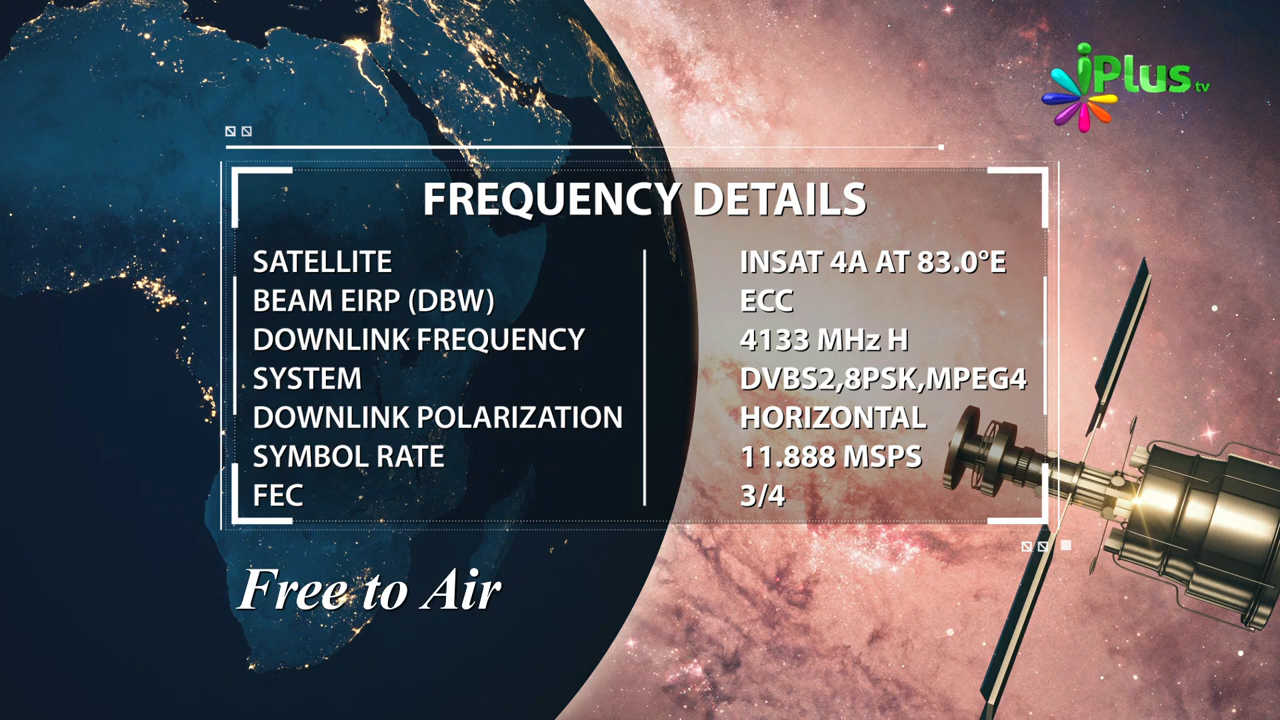 iPlus tv
FREQUENCY DETAILS
SATELLITE INSAT 4A AT 83.0°E
BEAM EIRP (DBW) ECC
DOWNLINK FREQUENCY 4133 MHz H
SYSTEM DVBS2,8PSK,MPEG4
DOWNLINK POLARIZATION HORIZONTAL
SYMBOL RATE 11.888 MSPS
FEC 3/4
Free to Air